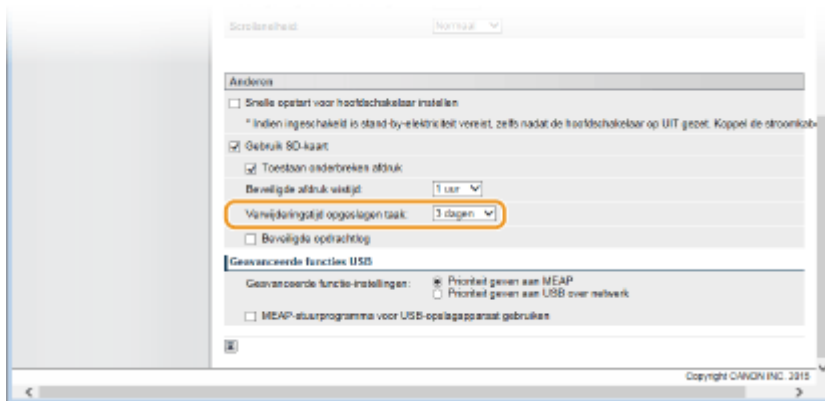 Scrollsnelheid: Normaal
Anderen
Snelle opstart voor hoofdschakelaar instellen
* Indien ingeschakeld is stand-by-elektriciteit vereist, zelfs nadat de hoofdschakelaar op UIT gezet. Koppel de stroomkab
Gebruik SD-kaart
Toestaan onderbreken afdruk
Beveiligde afdruk wistijd: 1 uur
Verwijderingstijd opgeslagen taak: 3 dagen
Beveiligde opdrachtlog
Geavanceerde functies USB
Geavanceerde functie-instellingen: Prioriteit geven aan MEAP
Prioriteit geven aan USB over netwerk
MEAP-stuurprogramma voor USB-opslagapparaat gebruiken
Copyright CANON INC. 2015